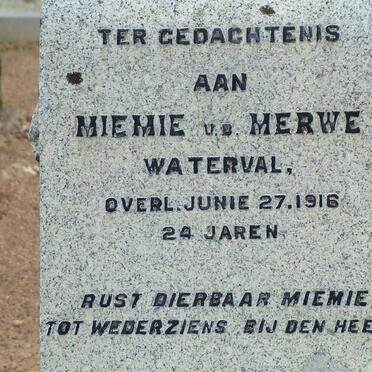 TER GEDACHTENIS
AAN
MIEMIE V.D. MERWE
WATERVAL,
OVERL. JUNIE 27. 1916
24 JAREN
RUST DIERBAAR MIEMIE
TOT WEDERZIENS BIJ DEN HEE